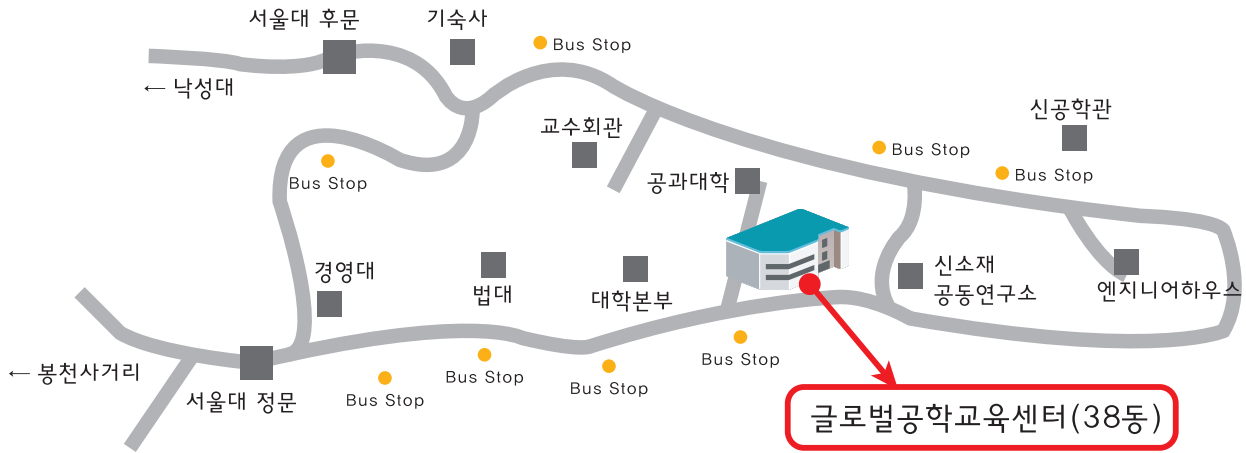 서울대 후문
기숙사
Bus Stop
← 낙성대
신공학관
교수회관
Bus Stop
Bus Stop
Bus Stop
공과대학
경영대
법대
대학본부
신소재
공동연구소
엔지니어하우스
← 봉천사거리
서울대 정문
Bus Stop
Bus Stop
Bus Stop
Bus Stop
글로벌공학교육센터(38동)